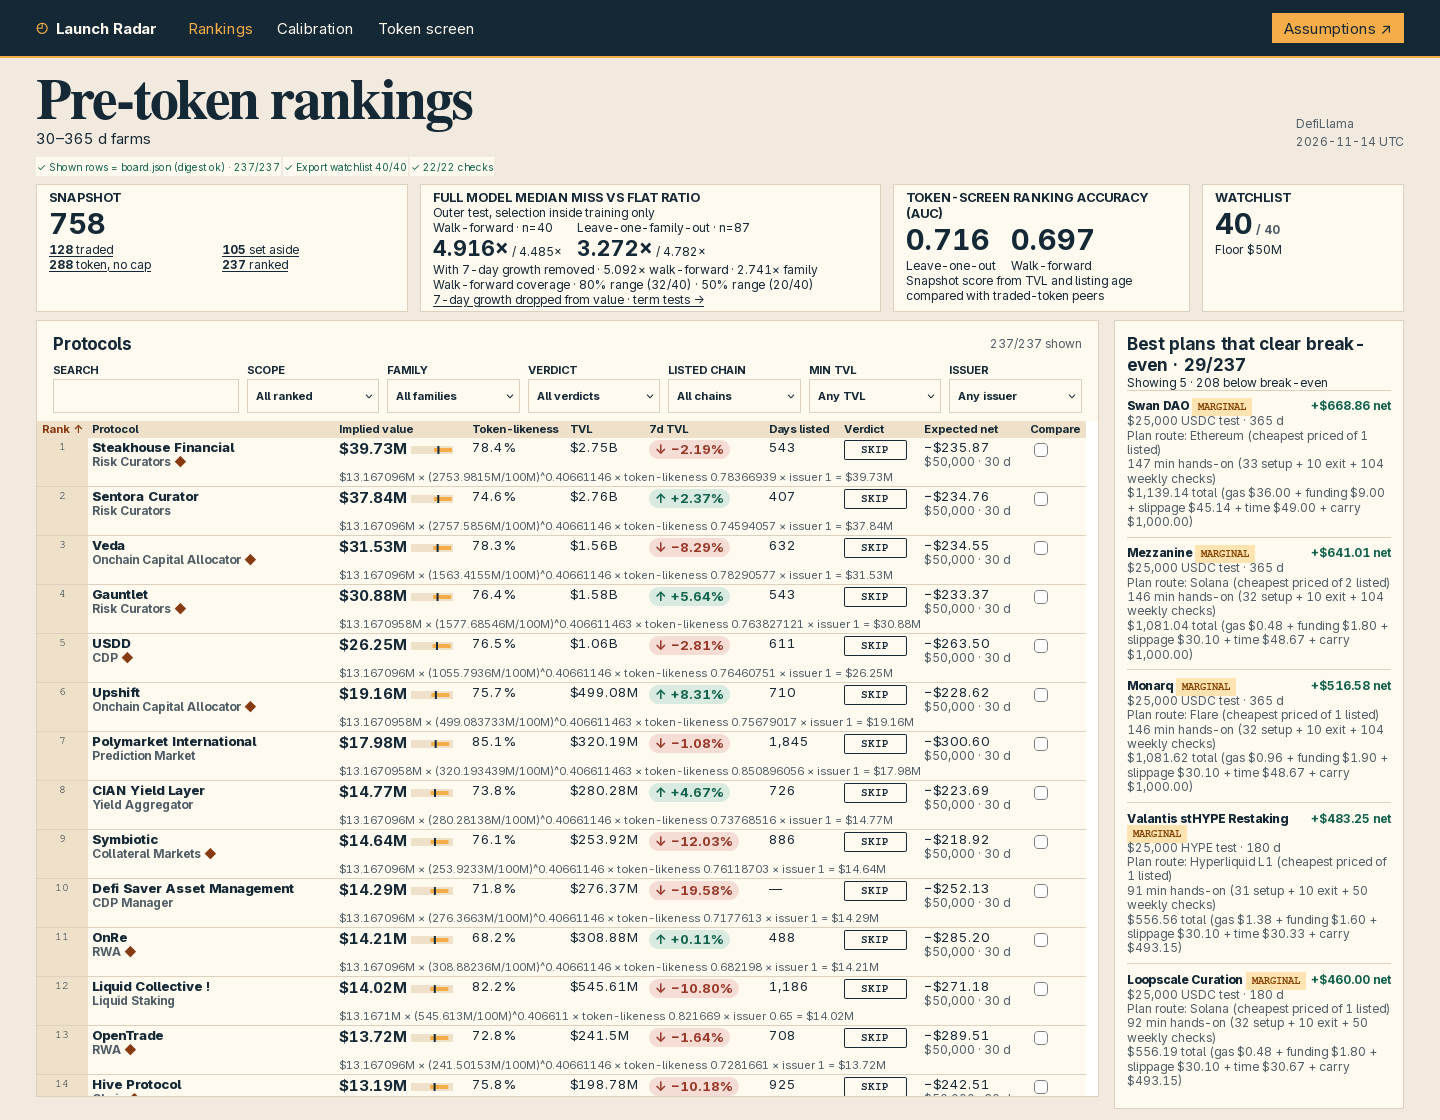 Launch Radar Rankings Calibration Token screen Assumptions ↗
Pre-token rankings
30–365 d farms
DefiLlama
2026-11-14 UTC
✓ Shown rows = board.json (digest ok) · 237/237 ✓ Export watchlist 40/40 ✓ 22/22 checks
SNAPSHOT
758
128 traded 105 set aside
288 token, no cap 237 ranked
FULL MODEL MEDIAN MISS VS FLAT RATIO
Outer test, selection inside training only
Walk-forward · n=40 Leave-one-family-out · n=87
4.916× / 4.485× 3.272× / 4.782×
With 7-day growth removed · 5.092× walk-forward · 2.741× family
Walk-forward coverage · 80% range (32/40) · 50% range (20/40)
7-day growth dropped from value · term tests →
TOKEN-SCREEN RANKING ACCURACY
(AUC)
0.716 0.697
Leave-one-out Walk-forward
Snapshot score from TVL and listing age
compared with traded-token peers
WATCHLIST
40 / 40
Floor $50M
Protocols 237/237 shown
SEARCH SCOPE FAMILY VERDICT LISTED CHAIN MIN TVL ISSUER
All ranked All families All verdicts All chains Any TVL Any issuer
Rank ↑ Protocol Implied value Token-likeness TVL 7d TVL Days listed Verdict Expected net Compare
1 Steakhouse Financial $39.73M 78.4% $2.75B ↓ −2.19% 543 SKIP −$235.87
Risk Curators ◆ $50,000 · 30 d
$13.167096M × (2753.9815M/100M)^0.40661146 × token-likeness 0.78366939 × issuer 1 = $39.73M
2 Sentora Curator $37.84M 74.6% $2.76B ↑ +2.37% 407 SKIP −$234.76
Risk Curators $50,000 · 30 d
$13.167096M × (2757.5856M/100M)^0.40661146 × token-likeness 0.74594057 × issuer 1 = $37.84M
3 Veda $31.53M 78.3% $1.56B ↓ −8.29% 632 SKIP −$234.55
Onchain Capital Allocator ◆ $50,000 · 30 d
$13.167096M × (1563.4155M/100M)^0.40661146 × token-likeness 0.78290577 × issuer 1 = $31.53M
4 Gauntlet $30.88M 76.4% $1.58B ↑ +5.64% 543 SKIP −$233.37
Risk Curators ◆ $50,000 · 30 d
$13.1670958M × (1577.68546M/100M)^0.406611463 × token-likeness 0.763827121 × issuer 1 = $30.88M
5 USDD $26.25M 76.5% $1.06B ↓ −2.81% 611 SKIP −$263.50
CDP ◆ $50,000 · 30 d
$13.167096M × (1055.7936M/100M)^0.40661146 × token-likeness 0.76460751 × issuer 1 = $26.25M
6 Upshift $19.16M 75.7% $499.08M ↑ +8.31% 710 SKIP −$228.62
Onchain Capital Allocator ◆ $50,000 · 30 d
$13.1670958M × (499.083733M/100M)^0.406611463 × token-likeness 0.75679017 × issuer 1 = $19.16M
7 Polymarket International $17.98M 85.1% $320.19M ↓ −1.08% 1,845 SKIP −$300.60
Prediction Market $50,000 · 30 d
$13.1670958M × (320.193439M/100M)^0.406611463 × token-likeness 0.850896056 × issuer 1 = $17.98M
8 CIAN Yield Layer $14.77M 73.8% $280.28M ↑ +4.67% 726 SKIP −$223.69
Yield Aggregator $50,000 · 30 d
$13.167096M × (280.28138M/100M)^0.40661146 × token-likeness 0.73768516 × issuer 1 = $14.77M
9 Symbiotic $14.64M 76.1% $253.92M ↓ −12.03% 886 SKIP −$218.92
Collateral Markets ◆ $50,000 · 30 d
$13.167096M × (253.9233M/100M)^0.40661146 × token-likeness 0.76118703 × issuer 1 = $14.64M
10 Defi Saver Asset Management $14.29M 71.8% $276.37M ↓ −19.58% — SKIP −$252.13
CDP Manager $50,000 · 30 d
$13.167096M × (276.3663M/100M)^0.40661146 × token-likeness 0.7177613 × issuer 1 = $14.29M
11 OnRe $14.21M 68.2% $308.88M ↑ +0.11% 488 SKIP −$285.20
RWA ◆ $50,000 · 30 d
$13.167096M × (308.88236M/100M)^0.40661146 × token-likeness 0.682198 × issuer 1 = $14.21M
12 Liquid Collective ! $14.02M 82.2% $545.61M ↓ −10.80% 1,186 SKIP −$271.18
Liquid Staking $50,000 · 30 d
$13.1671M × (545.613M/100M)^0.406611 × token-likeness 0.821669 × issuer 0.65 = $14.02M
13 OpenTrade $13.72M 72.8% $241.5M ↓ −1.64% 708 SKIP −$289.51
RWA ◆ $50,000 · 30 d
$13.167096M × (241.50153M/100M)^0.40661146 × token-likeness 0.7281661 × issuer 1 = $13.72M
14 Hive Protocol $13.19M 75.8% $198.78M ↓ −10.18% 925 SKIP −$242.51
Best plans that clear break-
even · 29/237
Showing 5 · 208 below break-even
Swan DAO MARGINAL +$668.86 net
$25,000 USDC test · 365 d
Plan route: Ethereum (cheapest priced of 1
listed)
147 min hands-on (33 setup + 10 exit + 104
weekly checks)
$1,139.14 total (gas $36.00 + funding $9.00
+ slippage $45.14 + time $49.00 + carry
$1,000.00)
Mezzanine MARGINAL +$641.01 net
$25,000 USDC test · 365 d
Plan route: Solana (cheapest priced of 2 listed)
146 min hands-on (32 setup + 10 exit + 104
weekly checks)
$1,081.04 total (gas $0.48 + funding $1.80 +
slippage $30.10 + time $48.67 + carry
$1,000.00)
Monarq MARGINAL +$516.58 net
$25,000 USDC test · 365 d
Plan route: Flare (cheapest priced of 1 listed)
146 min hands-on (32 setup + 10 exit + 104
weekly checks)
$1,081.62 total (gas $0.96 + funding $1.90 +
slippage $30.10 + time $48.67 + carry
$1,000.00)
Valantis stHYPE Restaking +$483.25 net
MARGINAL
$25,000 HYPE test · 180 d
Plan route: Hyperliquid L1 (cheapest priced of
1 listed)
91 min hands-on (31 setup + 10 exit + 50
weekly checks)
$556.56 total (gas $1.38 + funding $1.60 +
slippage $30.10 + time $30.33 + carry
$493.15)
Loopscale Curation MARGINAL +$460.00 net
$25,000 USDC test · 180 d
Plan route: Solana (cheapest priced of 1 listed)
92 min hands-on (32 setup + 10 exit + 50
weekly checks)
$556.19 total (gas $0.48 + funding $1.80 +
slippage $30.10 + time $30.67 + carry
$493.15)